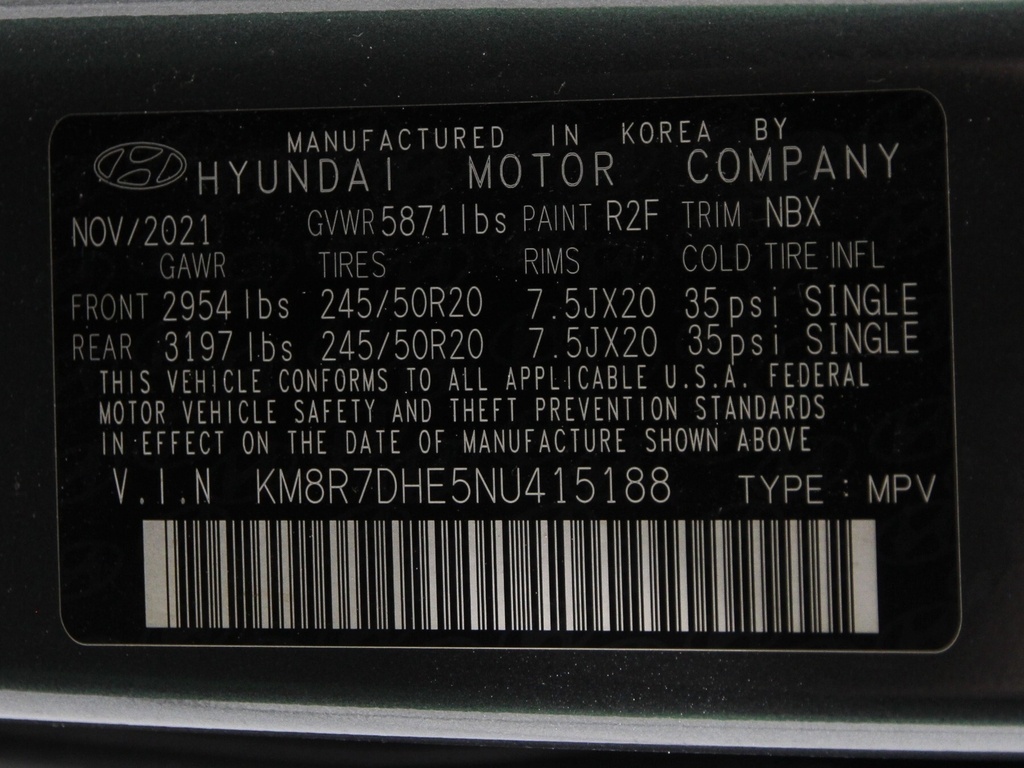 MANUFACTURED IN KOREA BY
HYUNDAI MOTOR COMPANY
NOV/2021 GVWR 5871lbs PAINT R2F TRIM NBX
GAWR TIRES RIMS COLD TIRE INFL
FRONT 2954 lbs 245/50R20 7.5JX20 35psi SINGLE
REAR 3197 lbs 245/50R20 7.5JX20 35psi SINGLE
THIS VEHICLE CONFORMS TO ALL APPLICABLE U.S.A. FEDERAL
MOTOR VEHICLE SAFETY AND THEFT PREVENTION STANDARDS
IN EFFECT ON THE DATE OF MANUFACTURE SHOWN ABOVE
V.I.N KM8R7DHE5NU415188 TYPE : MPV